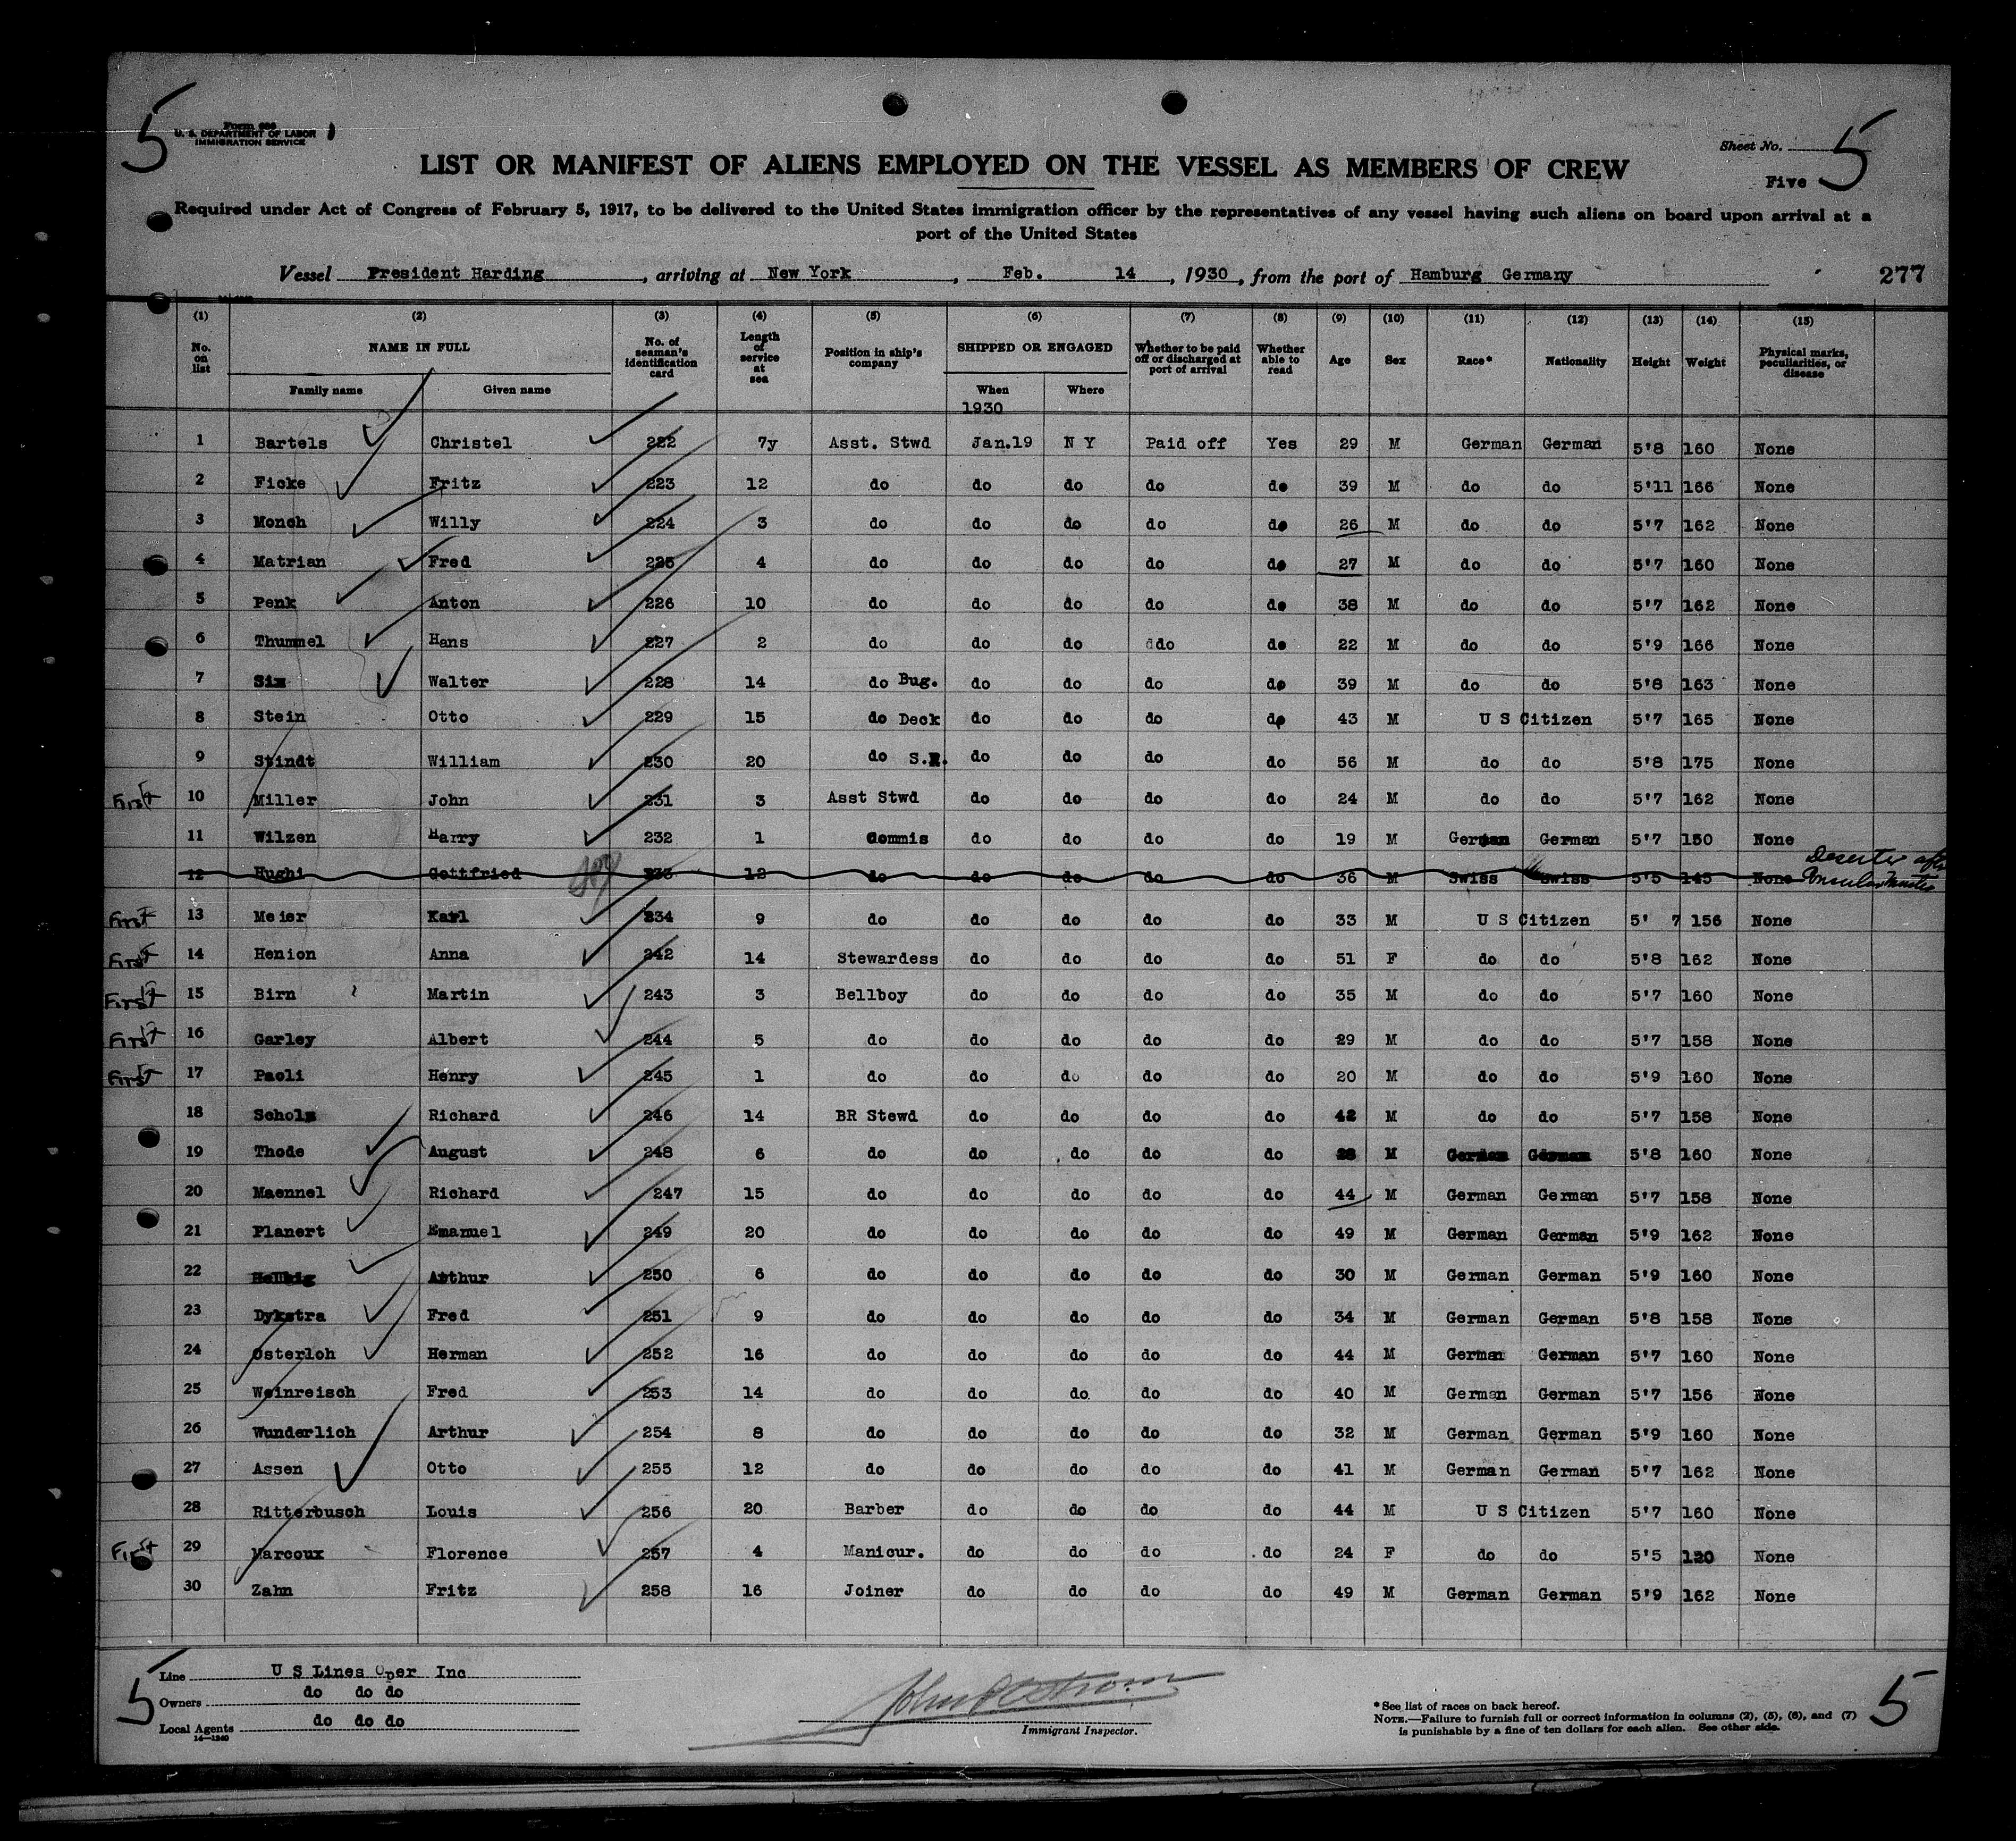 5
Form 686
U. S. DEPARTMENT OF LABOR
IMMIGRATION SERVICE
Sheet No. 5
Five
LIST OR MANIFEST OF ALIENS EMPLOYED ON THE VESSEL AS MEMBERS OF CREW
Required under Act of Congress of February 5, 1917, to be delivered to the United States immigration officer by the representatives of any vessel having such aliens on board upon arrival at a
port of the United States
Vessel President Harding, arriving at New York, Feb. 14, 1930, from the port of Hamburg Germany 277
(1) (2) (3) (4) (5) (6) (7) (8) (9) (10) (11) (12) (13) (14) (15)
No. on list NAME IN FULL No. of seaman's identification card Length of service at sea Position in ship's company SHIPPED OR ENGAGED Whether to be paid off or discharged at port of arrival Whether able to read Age Sex Race* Nationality Height Weight Physical marks, peculiarities, or disease
Family name Given name When Where
1930
1 Bartels Christel 222 7y Asst. Stwd Jan.19 N Y Paid off Yes 29 M German German 5'8 160 None
2 Ficke Fritz 223 12 do do do do do 39 M do do 5'11 166 None
3 Monch Willy 224 3 do do do do do 26 M do do 5'7 162 None
4 Matrian Fred 225 4 do do do do do 27 M do do 5'7 160 None
5 Penk Anton 226 10 do do do do do 38 M do do 5'7 162 None
6 Thummel Hans 227 2 do do do ddo do 22 M do do 5'9 166 None
7 Six Walter 228 14 do Bug. do do do do 39 M do do 5'8 163 None
8 Stein Otto 229 15 do Deck do do do do 43 M U S Citizen 5'7 165 None
9 Stindt William 230 20 do S.R. do do do do 56 M do do 5'8 175 None
First 10 Miller John 231 3 Asst Stwd do do do do 24 M do do 5'7 162 None
11 Wilzen Harry 232 1 Commis do do do do 19 M German German 5'7 150 None
12 Hughi Gottfried 233 12 do do do do do 36 M Swiss Swiss 5'5 145 None Deserter after
First 13 Meier Karl 234 9 do do do do do 33 M U S Citizen 5' 7 156 None
First 14 Henion Anna 242 14 Stewardess do do do do 51 F do do 5'8 162 None
First 15 Birn Martin 243 3 Bellboy do do do do 35 M do do 5'7 160 None
First 16 Garley Albert 244 5 do do do do do 29 M do do 5'7 158 None
First 17 Paoli Henry 245 1 do do do do do 20 M do do 5'9 160 None
18 Scholz Richard 246 14 BR Stewd do do do do 42 M do do 5'7 158 None
19 Thode August 248 6 do do do do do 28 M German German 5'8 160 None
20 Maennel Richard 247 15 do do do do do 44 M German German 5'7 158 None
21 Planert Emanuel 249 20 do do do do do 49 M German German 5'9 162 None
22 Hellbig Arthur 250 6 do do do do do 30 M German German 5'9 160 None
23 Dykstra Fred 251 9 do do do do do 34 M German German 5'8 158 None
24 Osterloh Herman 252 16 do do do do do 44 M German German 5'7 160 None
25 Weinreisch Fred 253 14 do do do do do 40 M German German 5'7 156 None
26 Wunderlich Arthur 254 8 do do do do do 32 M German German 5'9 160 None
27 Assen Otto 255 12 do do do do do 41 M German German 5'7 162 None
28 Ritterbusch Louis 256 20 Barber do do do do 44 M U S Citizen 5'7 160 None
First 29 Marcoux Florence 257 4 Manicur. do do do do 24 F do do 5'5 120 None
30 Zahn Fritz 258 16 Joiner do do do do 49 M German German 5'9 162 None
5
Line U S Lines Oper Inc
Owners do do do
Local Agents do do do
14—1240
Immigrant Inspector.
*See list of races on back hereof.
NOTE.—Failure to furnish full or correct information in columns (2), (5), (6), and (7)
is punishable by a fine of ten dollars for each alien. See other side.
5